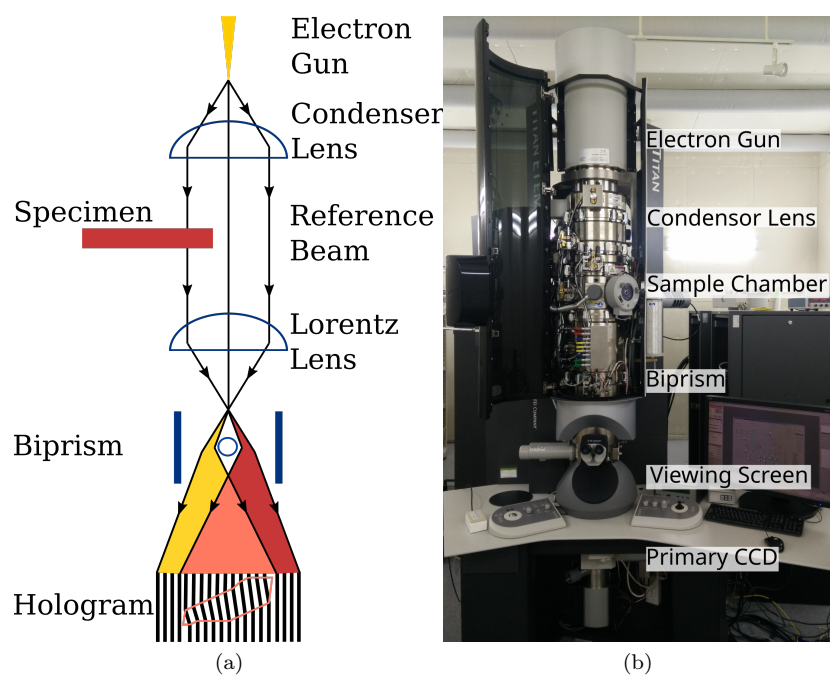 Electron
Gun
Condenser
Lens
Specimen
Reference
Beam
Lorentz
Lens
Biprism
Hologram
(a)
TITAN
Electron Gun
Condensor Lens
Sample Chamber
Biprism
Viewing Screen
Primary CCD
(b)